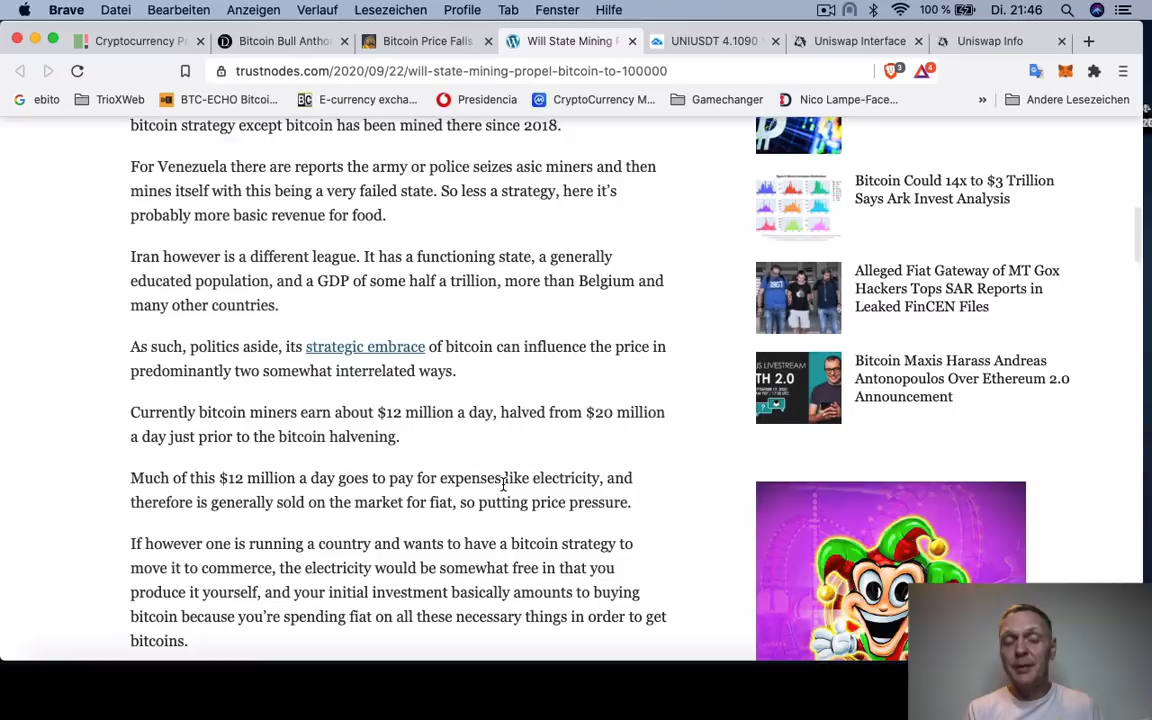 Brave Datei Bearbeiten Anzeigen Verlauf Lesezeichen Profile Tab Fenster Hilfe 100 % Di. 21:46
Cryptocurrency Pr Bitcoin Bull Antho Bitcoin Price Falls Will State Mining P UNIUSDT 4.1090 Uniswap Interface Uniswap Info
trustnodes.com/2020/09/22/will-state-mining-propel-bitcoin-to-100000 3 4
ebito TrioXWeb BTC-ECHO Bitcoi... E-currency excha... Presidencia CryptoCurrency M... Gamechanger Nico Lampe-Face... » Andere Lesezeichen
bitcoin strategy except bitcoin has been mined there since 2018.
For Venezuela there are reports the army or police seizes asic miners and then
mines itself with this being a very failed state. So less a strategy, here it's
probably more basic revenue for food.
Iran however is a different league. It has a functioning state, a generally
educated population, and a GDP of some half a trillion, more than Belgium and
many other countries.
As such, politics aside, its strategic embrace of bitcoin can influence the price in
predominantly two somewhat interrelated ways.
Currently bitcoin miners earn about $12 million a day, halved from $20 million
a day just prior to the bitcoin halvening.
Much of this $12 million a day goes to pay for expenses like electricity, and
therefore is generally sold on the market for fiat, so putting price pressure.
If however one is running a country and wants to have a bitcoin strategy to
move it to commerce, the electricity would be somewhat free in that you
produce it yourself, and your initial investment basically amounts to buying
bitcoin because you're spending fiat on all these necessary things in order to get
bitcoins.
Bitcoin Could 14x to $3 Trillion
Says Ark Invest Analysis
Alleged Fiat Gateway of MT Gox
Hackers Tops SAR Reports in
Leaked FinCEN Files
US LIVESTREAM
TH 2.0
Bitcoin Maxis Harass Andreas
Antonopoulos Over Ethereum 2.0
Announcement